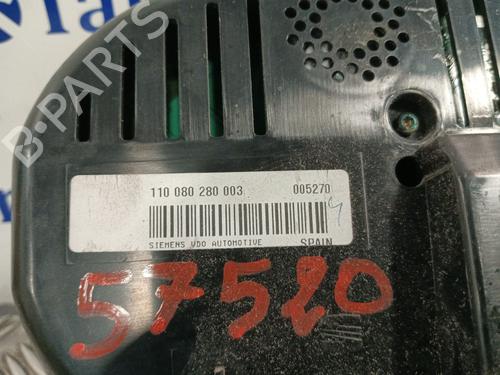 B-PARTS
110 080 280 003 005270
SIEMENS VDO AUTOMOTIVE SPAIN
57520